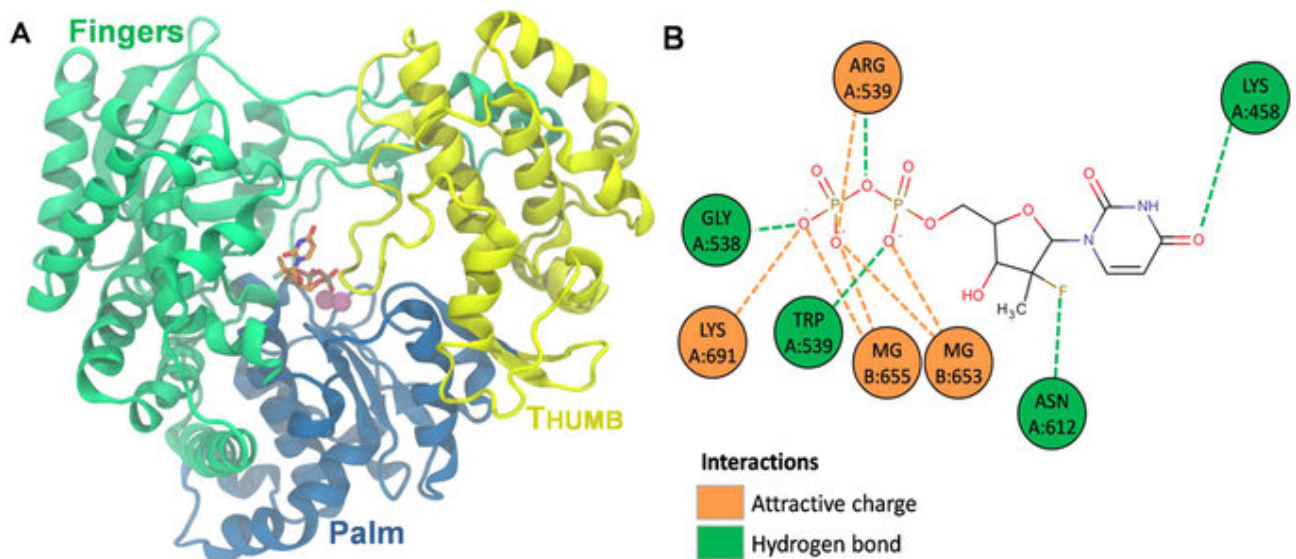 A
Fingers
THUMB
Palm
B
ARG
A:539
LYS
A:458
GLY
A:538
LYS
A:691
TRP
A:539
MG
B:655
MG
B:653
ASN
A:612
O
O
O
P
P
O
O
O
O
O
O
NH
N
O
HO
H₃C
F
-
-
-
Interactions
Attractive charge
Hydrogen bond